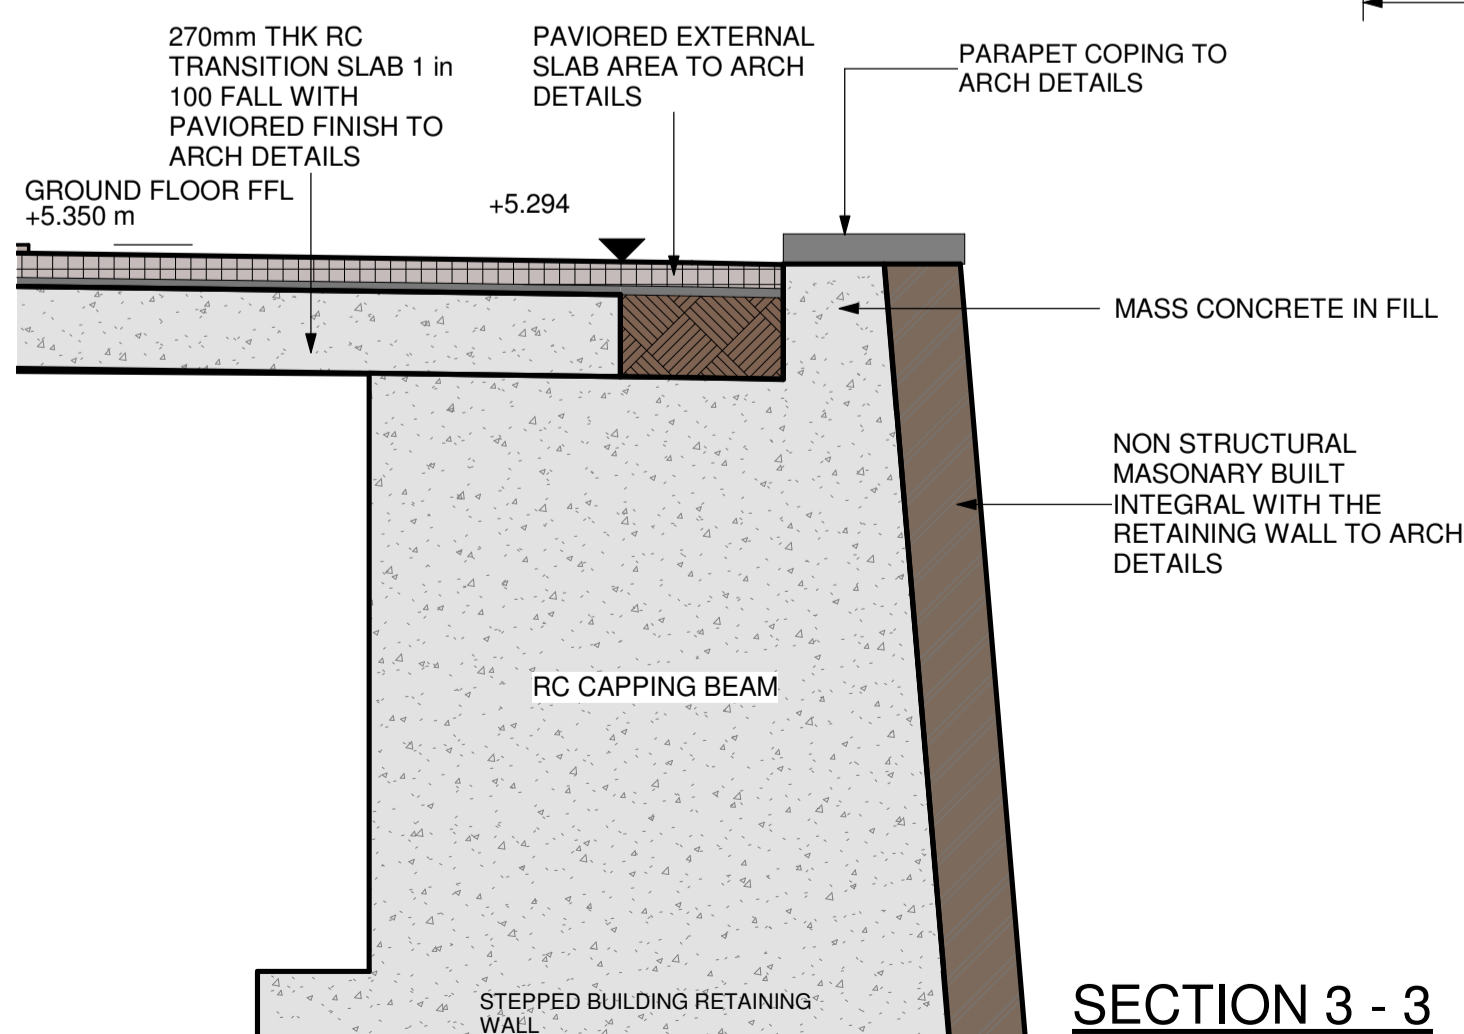 270mm THK RC
TRANSITION SLAB 1 in
100 FALL WITH
PAVIORED FINISH TO
ARCH DETAILS
PAVIORED EXTERNAL
SLAB AREA TO ARCH
DETAILS
PARAPET COPING TO
ARCH DETAILS
GROUND FLOOR FFL
+5.350 m
+5.294
MASS CONCRETE IN FILL
NON STRUCTURAL
MASONARY BUILT
INTEGRAL WITH THE
RETAINING WALL TO ARCH
DETAILS
RC CAPPING BEAM
STEPPED BUILDING RETAINING
WALL
SECTION 3 - 3